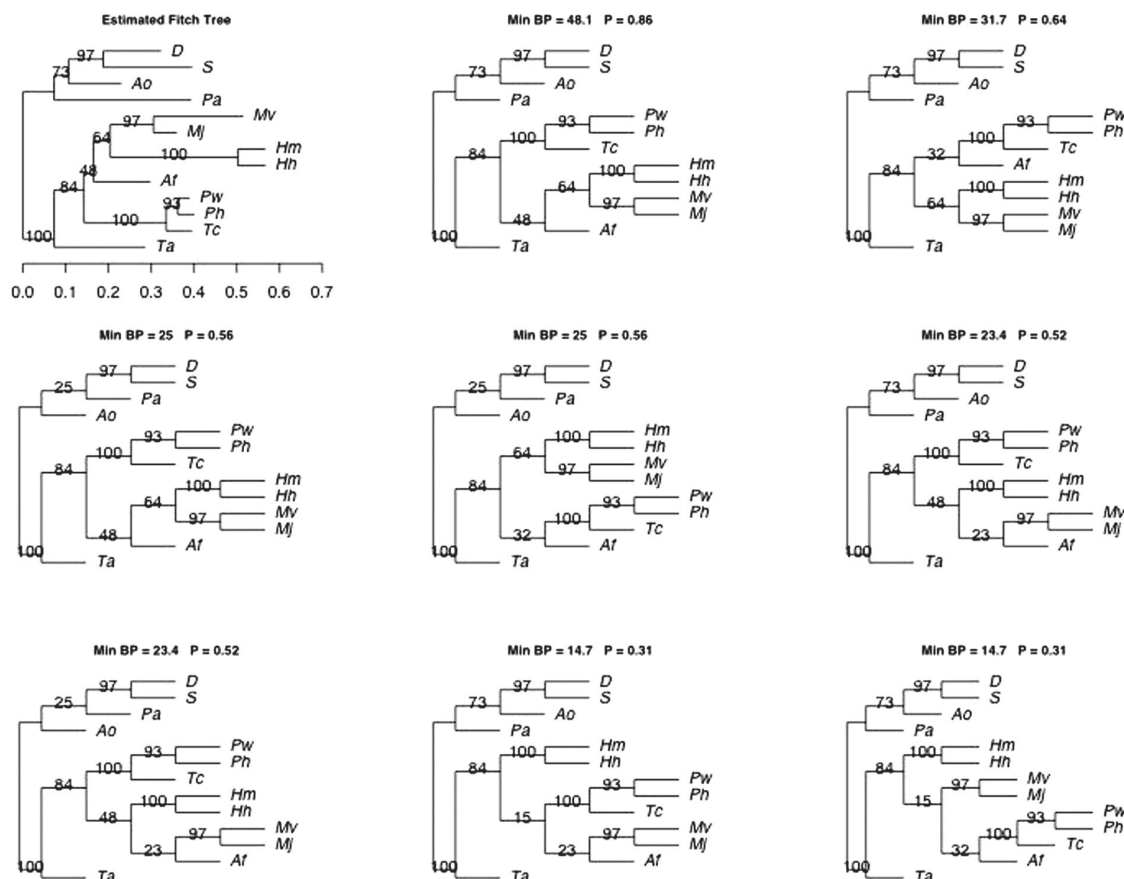 Estimated Fitch Tree
97 D
S
73
Ao
Pa
97 Mv
Mj
64
100 Hm
Hh
48 Af
84
93 Pw
Ph
100 Tc
100 Ta
0.0 0.1 0.2 0.3 0.4 0.5 0.6 0.7
Min BP = 48.1 P = 0.86
97 D
S
73 Ao
Pa
93 Pw
Ph
100 Tc
84
100 Hm
Hh
64
97 Mv
Mj
48 Af
100 Ta
Min BP = 31.7 P = 0.64
97 D
S
73 Ao
Pa
93 Pw
Ph
100 Tc
32 Af
84
100 Hm
Hh
64
97 Mv
Mj
100 Ta
Min BP = 25 P = 0.56
97 D
S
25 Pa
Ao
93 Pw
Ph
100 Tc
84
100 Hm
Hh
64
97 Mv
Mj
48 Af
100 Ta
Min BP = 25 P = 0.56
97 D
S
25 Pa
Ao
100 Hm
Hh
64
97 Mv
Mj
84
93 Pw
Ph
100 Tc
32 Af
100 Ta
Min BP = 23.4 P = 0.52
97 D
S
73 Ao
Pa
93 Pw
Ph
100 Tc
84
100 Hm
Hh
48
97 Mv
Mj
23 Af
100 Ta
Min BP = 23.4 P = 0.52
97 D
S
25 Pa
Ao
93 Pw
Ph
100 Tc
84
100 Hm
Hh
48
97 Mv
Mj
23 Af
100 Ta
Min BP = 14.7 P = 0.31
97 D
S
73 Ao
Pa
100 Hm
Hh
84
93 Pw
Ph
100 Tc
15
97 Mv
Mj
23 Af
100 Ta
Min BP = 14.7 P = 0.31
97 D
S
73 Ao
Pa
100 Hm
Hh
84
97 Mv
Mj
15
93 Pw
Ph
100 Tc
32 Af
100 Ta